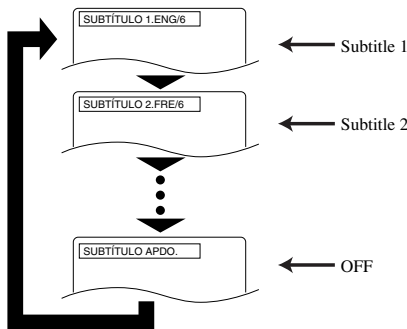 SUBTÍTULO 1.ENG/6
Subtitle 1
SUBTÍTULO 2.FRE/6
Subtitle 2
SUBTÍTULO APDO.
OFF